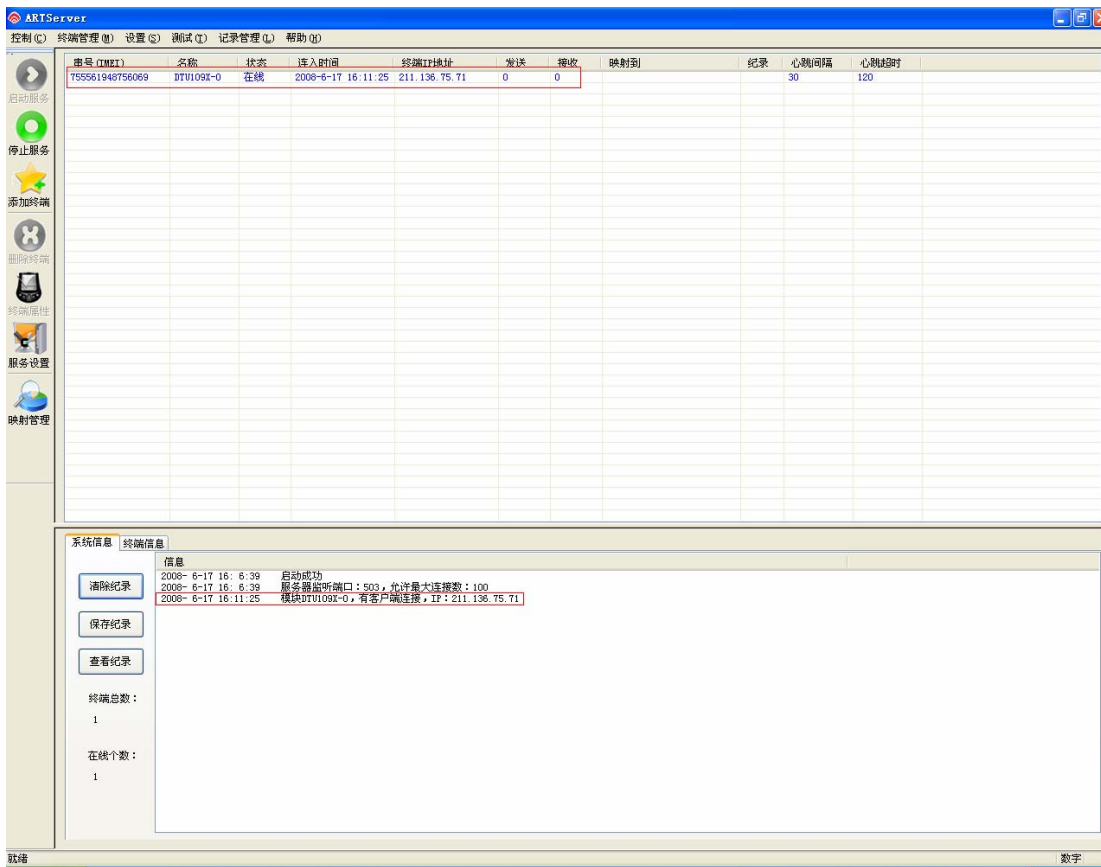 ARTServer
控制(C) 终端管理(M) 设置(S) 测试(T) 记录管理(L) 帮助(H)
串号(IMEI) 名称 状态 连入时间 终端IP地址 发送 接收 映射到 纪录 心跳间隔 心跳超时
755561948756069 DTU109X-0 在线 2008-6-17 16:11:25 211.136.75.71 0 0 30 120
启动服务
停止服务
添加终端
删除终端
终端属性
服务设置
映射管理
系统信息 终端信息
信息
2008- 6-17 16: 6:39 启动成功
2008- 6-17 16: 6:39 服务器监听端口:503,允许最大连接数:100
2008- 6-17 16:11:25 模块DTU109X-0,有客户端连接,IP:211.136.75.71
清除纪录
保存纪录
查看纪录
终端总数:
1
在线个数:
1
就绪 数字